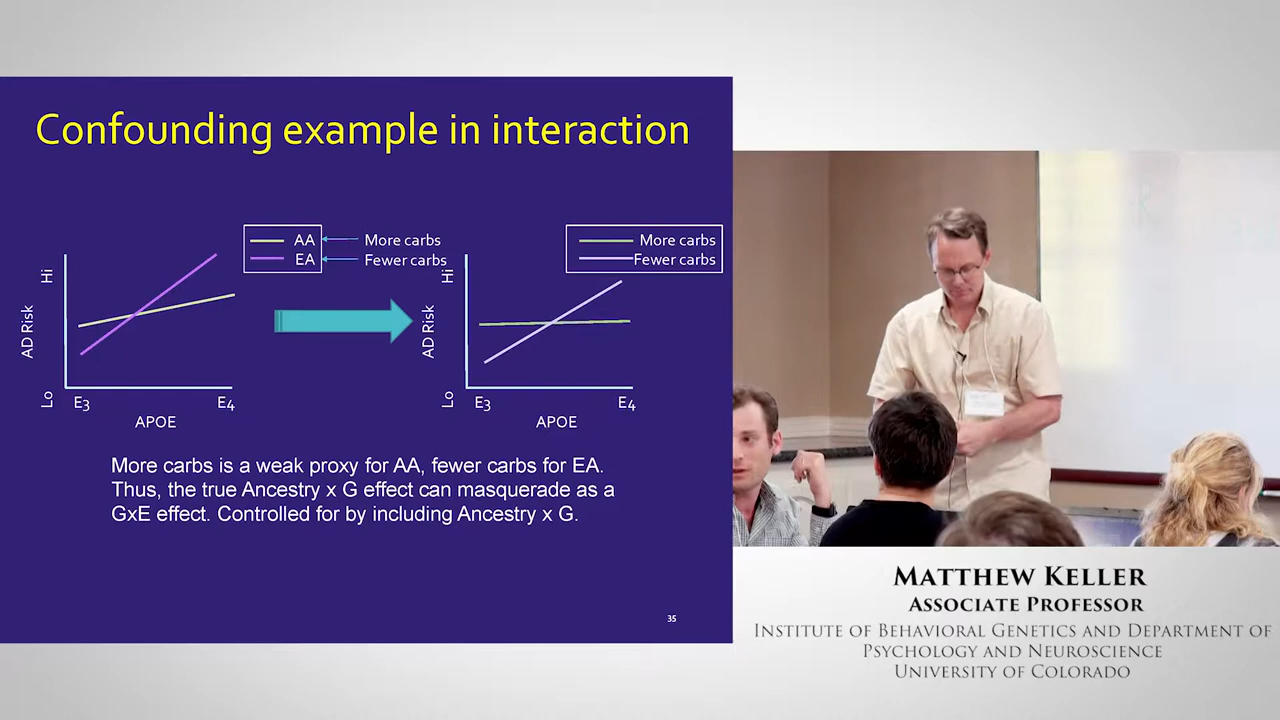 Confounding example in interaction
AA More carbs
EA Fewer carbs
Hi
AD Risk
Lo
E3 E4
APOE
More carbs
Fewer carbs
Hi
AD Risk
Lo
E3 E4
APOE
More carbs is a weak proxy for AA, fewer carbs for EA.
Thus, the true Ancestry x G effect can masquerade as a
GxE effect. Controlled for by including Ancestry x G.
35
Matthew Keller
Associate Professor
Institute of Behavioral Genetics and Department of
Psychology and Neuroscience
University of Colorado